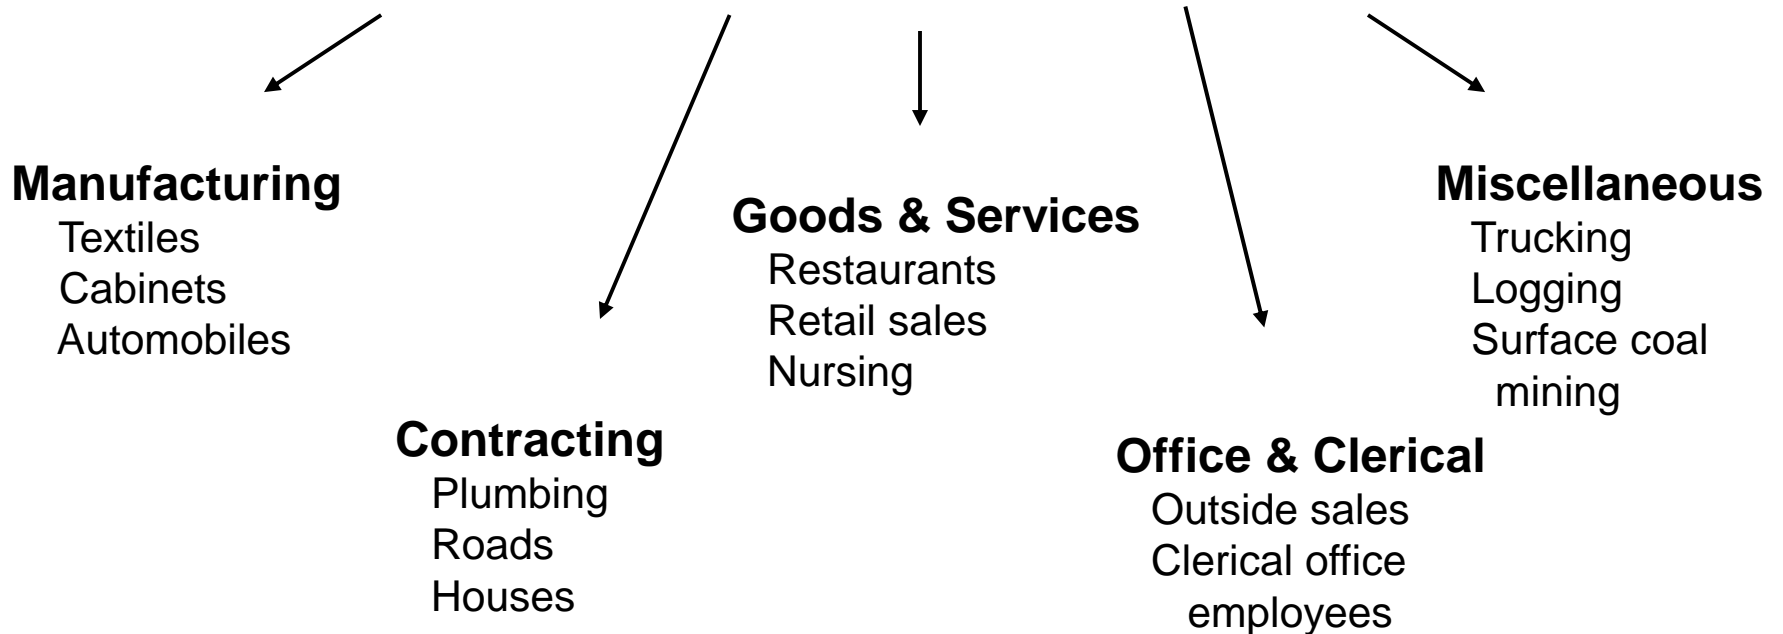 Manufacturing
Textiles
Cabinets
Automobiles
Contracting
Plumbing
Roads
Houses
Goods & Services
Restaurants
Retail sales
Nursing
Office & Clerical
Outside sales
Clerical office
employees
Miscellaneous
Trucking
Logging
Surface coal
mining